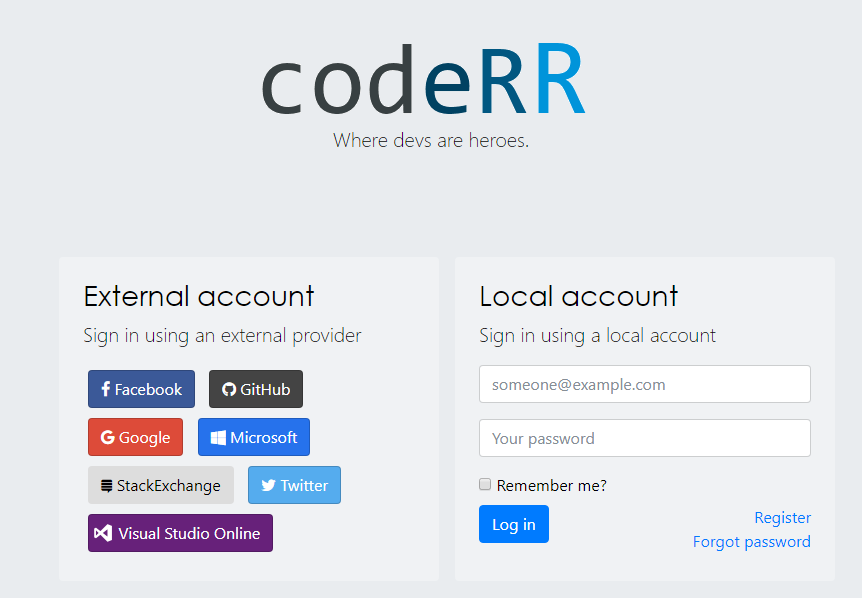 codeRR
Where devs are heroes.
External account
Sign in using an external provider
Facebook
GitHub
Google
Microsoft
StackExchange
Twitter
Visual Studio Online
Local account
Sign in using a local account
someone@example.com
Your password
Remember me?
Log in
Register
Forgot password